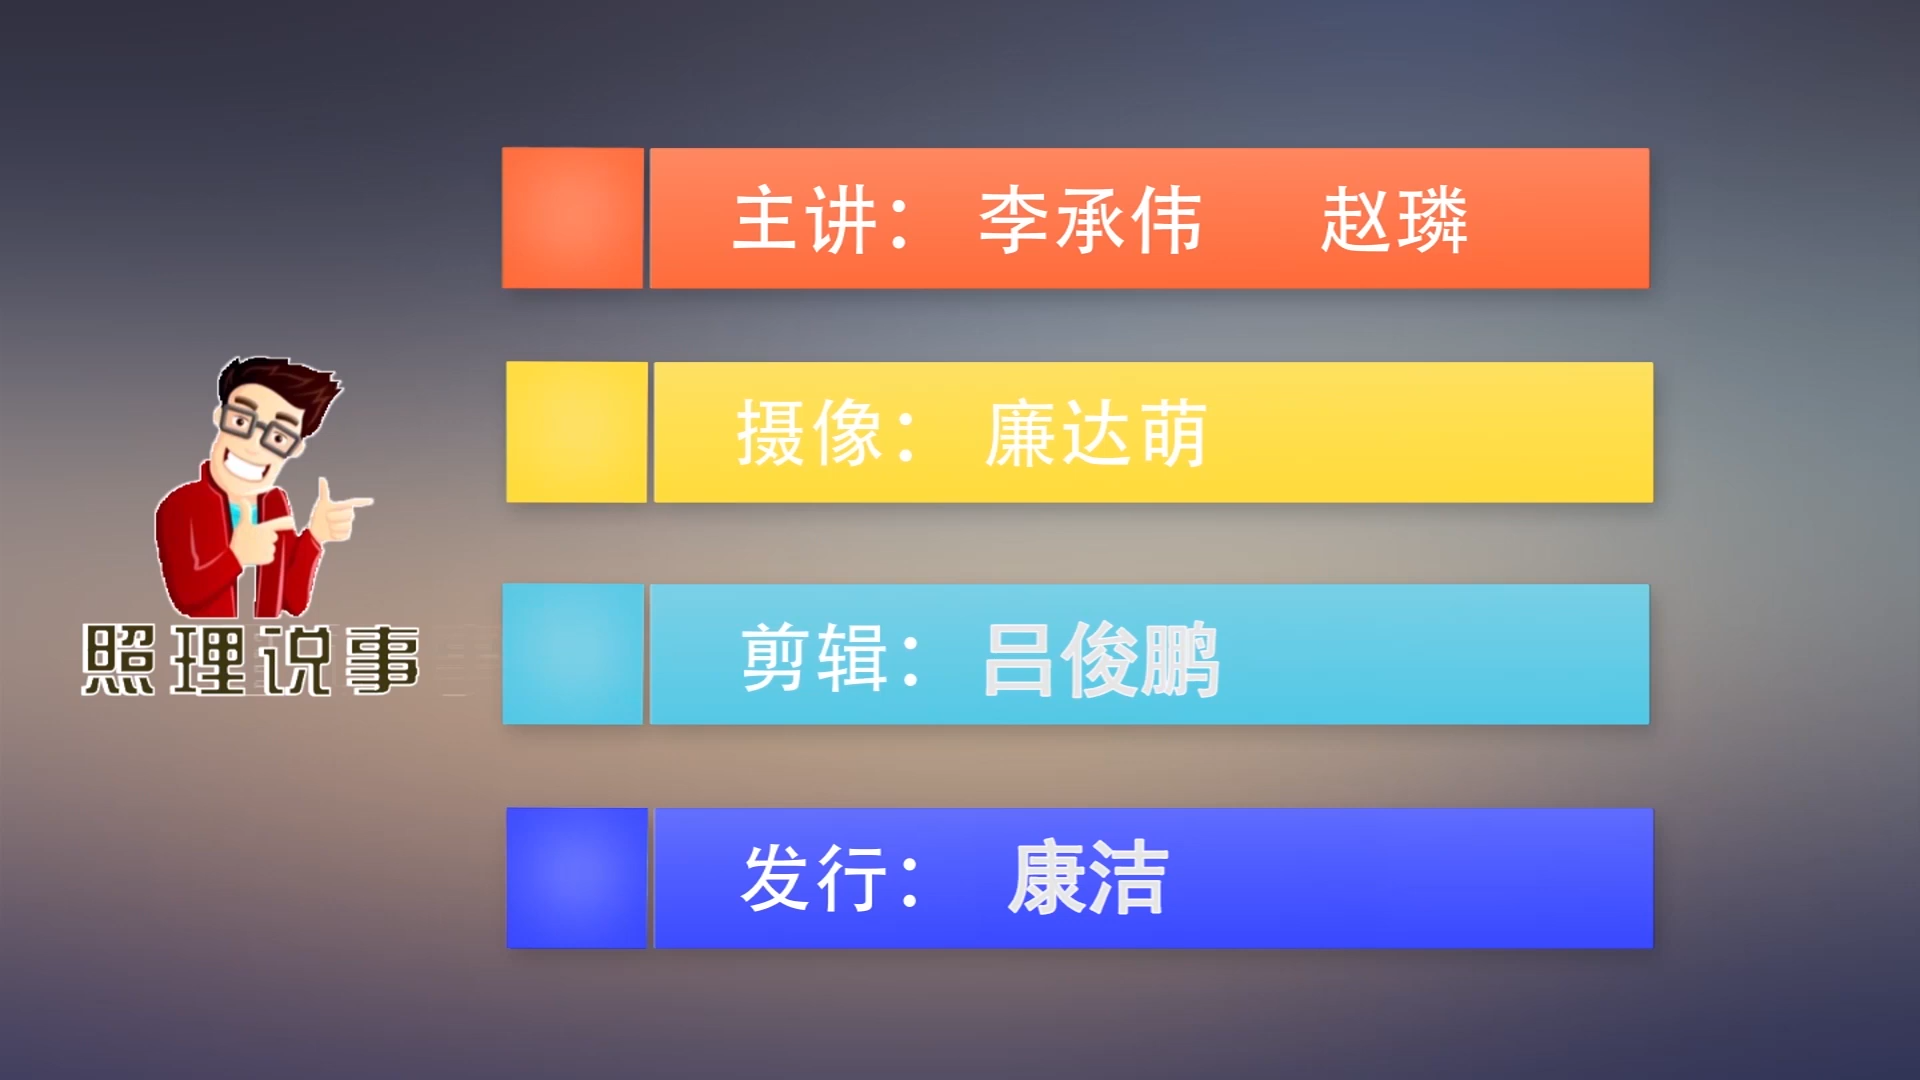 主讲： 李承伟 赵璘
摄像： 廉达萌
剪辑： 吕俊鹏
发行： 康洁
照理说事